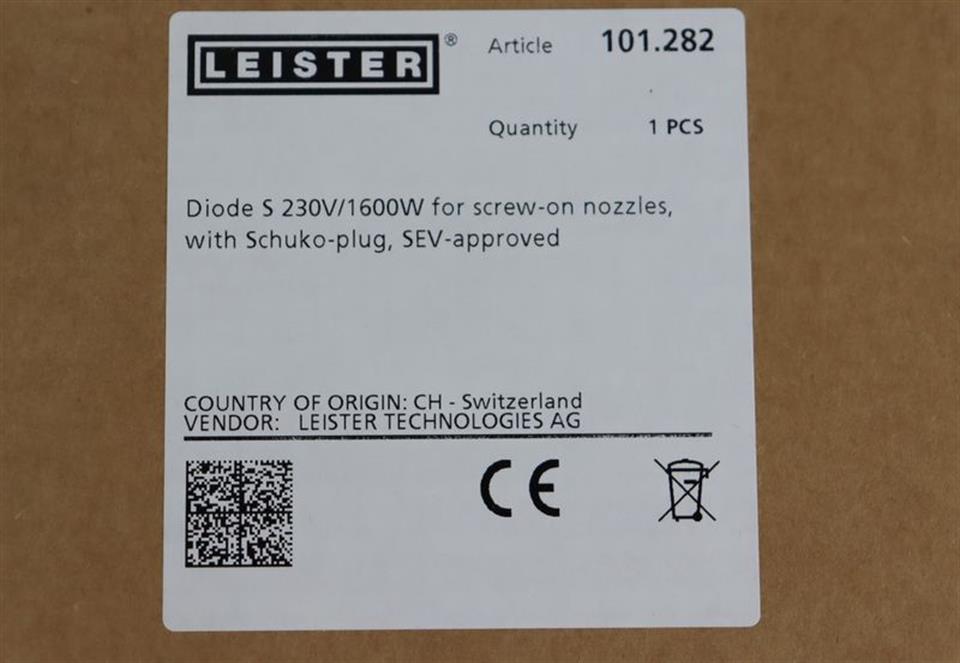 LEISTER® Article 101.282
Quantity 1 PCS
Diode S 230V/1600W for screw-on nozzles,
with Schuko-plug, SEV-approved
COUNTRY OF ORIGIN: CH - Switzerland
VENDOR: LEISTER TECHNOLOGIES AG
CE